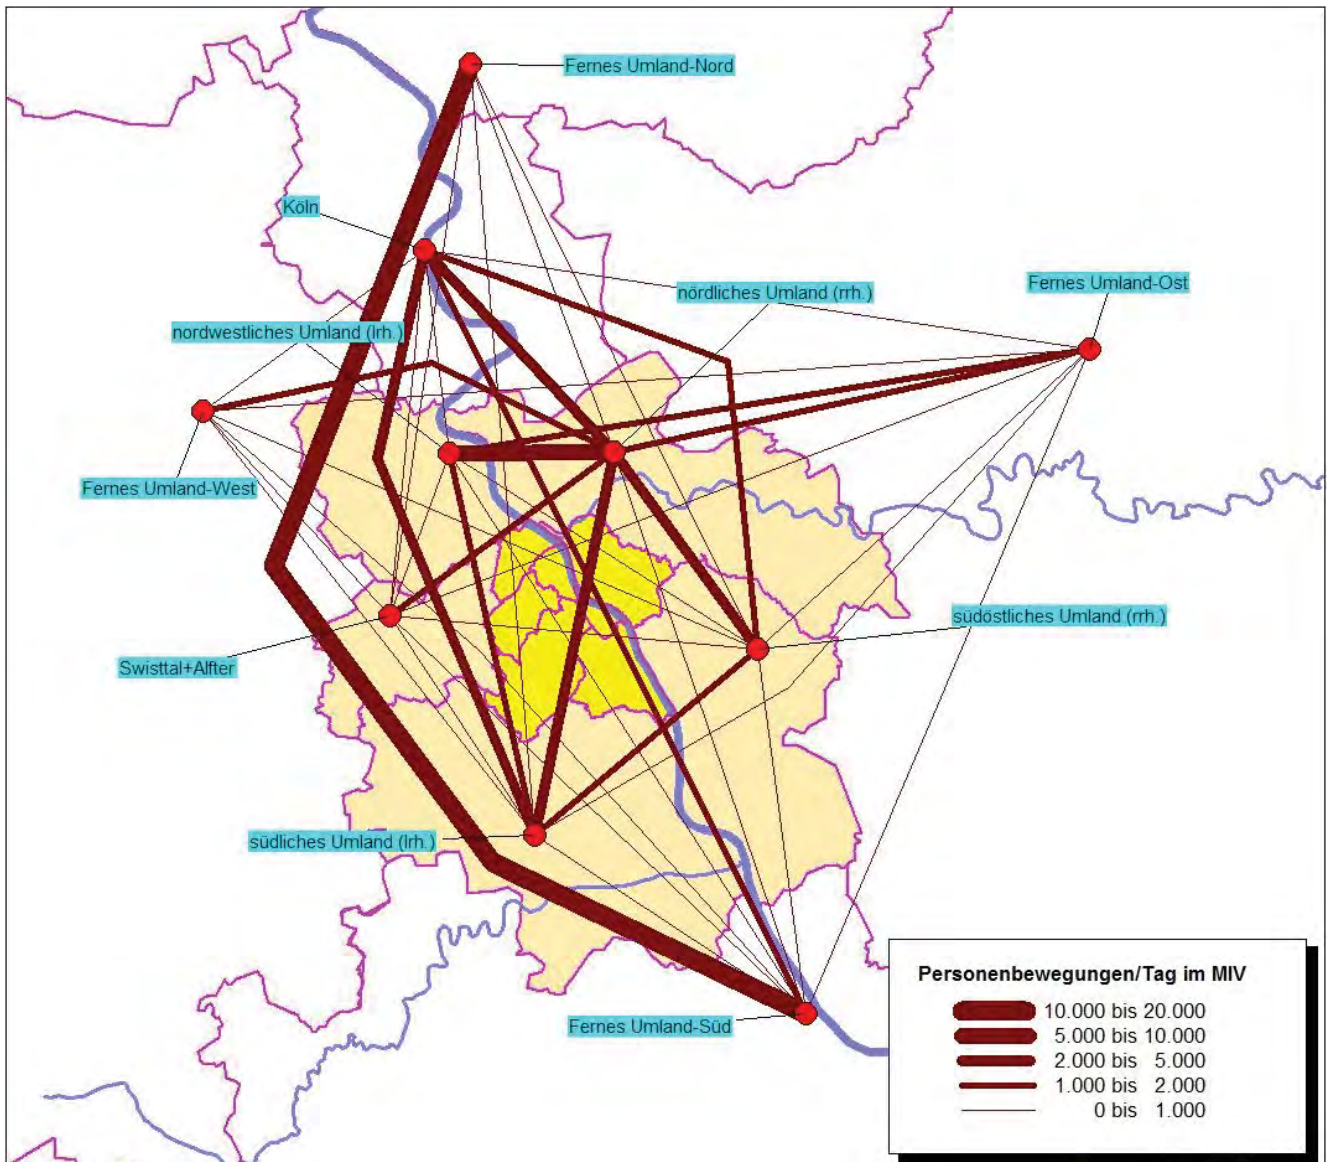 Fernes Umland-Nord
Köln
nördliches Umland (rrh.)
Fernes Umland-Ost
nordwestliches Umland (lrh.)
Fernes Umland-West
südöstliches Umland (rrh.)
Swisttal+Alfter
südliches Umland (lrh.)
Fernes Umland-Süd
Personenbewegungen/Tag im MIV
10.000 bis 20.000
5.000 bis 10.000
2.000 bis 5.000
1.000 bis 2.000
0 bis 1.000